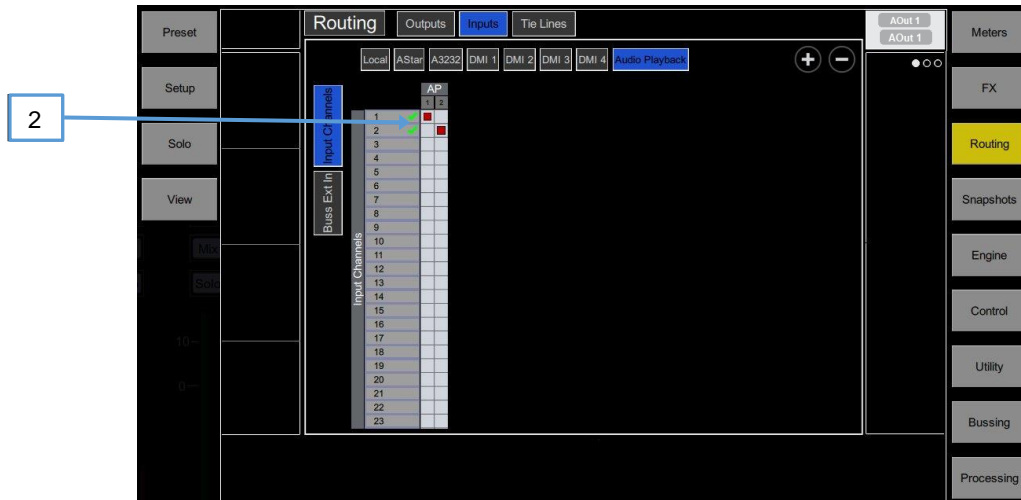 Preset
Setup
Solo
View
2
Routing
Outputs
Inputs
Tie Lines
Local
AStar
A3232
DMI 1
DMI 2
DMI 3
DMI 4
Audio Playback
+
−
Input Channels
Buss Ext In
Input Channels
AP
1 2
1
2
3
4
5
6
7
8
9
10
11
12
13
14
15
16
17
18
19
20
21
22
23
AOut 1
AOut 1
Mix
Solo
10
0
Meters
FX
Routing
Snapshots
Engine
Control
Utility
Bussing
Processing